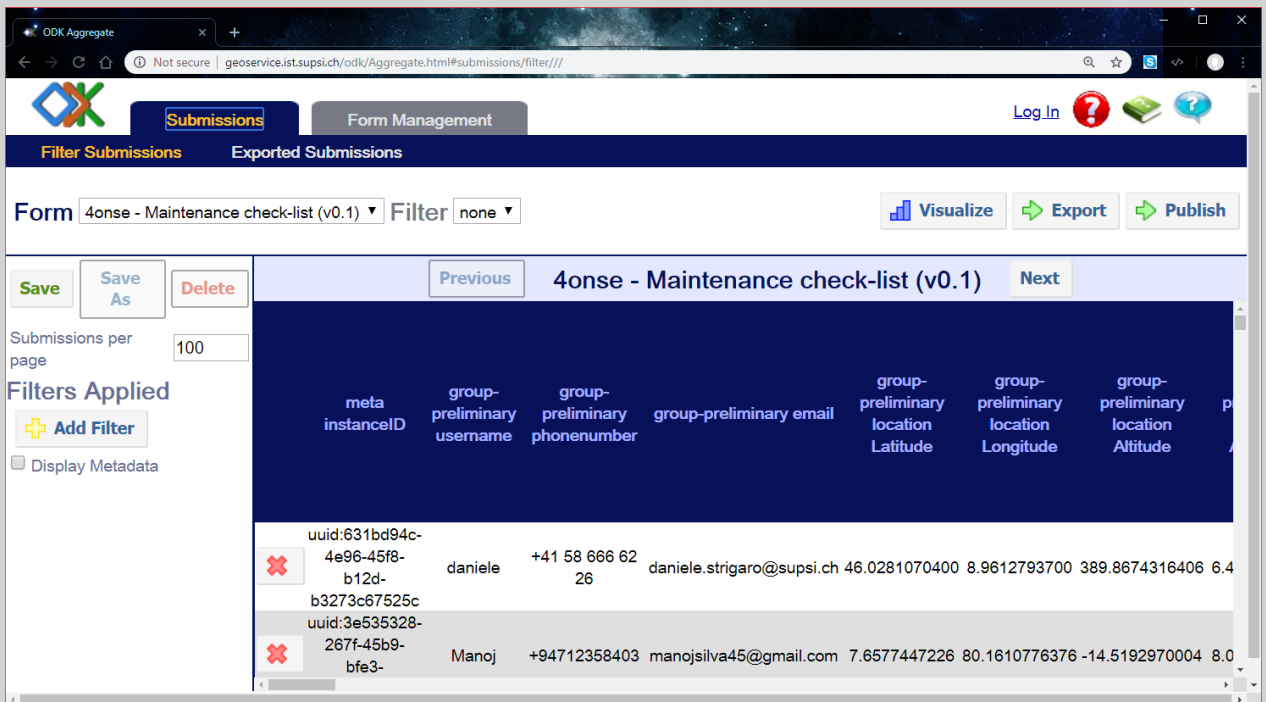 ODK Aggregate
Not secure | geoservice.ist.supsi.ch/odk/Aggregate.html#submissions/filter///
Submissions
Form Management
Log In
Filter Submissions
Exported Submissions
Form 4onse - Maintenance check-list (v0.1) Filter none
Visualize
Export
Publish
Save
Save
As
Delete
Submissions per
page
100
Filters Applied
Add Filter
Display Metadata
Previous
4onse - Maintenance check-list (v0.1)
Next
meta
instanceID
group-
preliminary
username
group-
preliminary
phonenumber
group-preliminary email
group-
preliminary
location
Latitude
group-
preliminary
location
Longitude
group-
preliminary
location
Altitude
uuid:631bd94c-
4e96-45f8-
b12d-
b3273c67525c
daniele
+41 58 666 62
26
daniele.strigaro@supsi.ch
46.0281070400
8.9612793700
389.8674316406
6.4
uuid:3e535328-
267f-45b9-
bfe3-
Manoj
+94712358403
manojsilva45@gmail.com
7.6577447226
80.1610776376
-14.5192970004
8.0